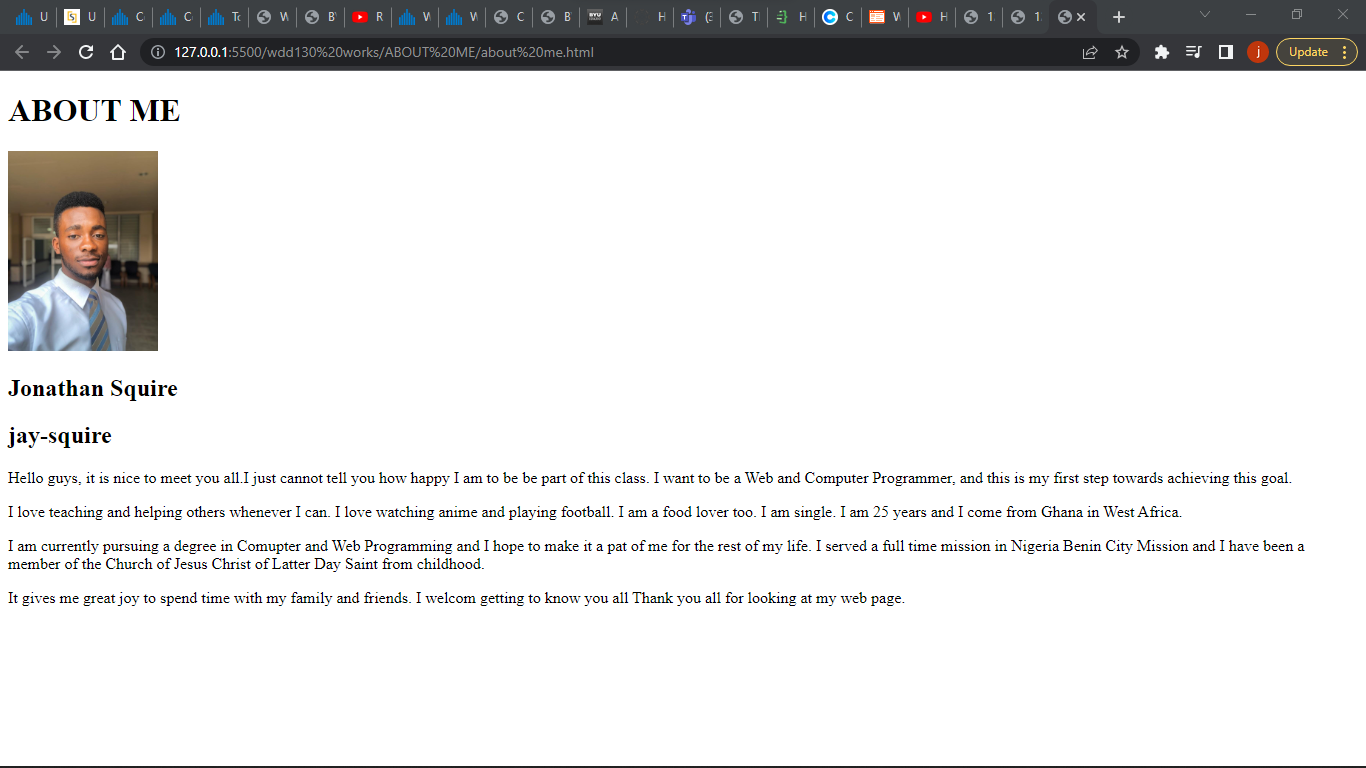 U
U
C
C
To
W
B'
R
W
W
C
B
A
H
(3
T
H
C
W
H
1
1
127.0.0.1:5500/wdd130%20works/ABOUT%20ME/about%20me.html
j
Update
ABOUT ME
Jonathan Squire
jay-squire
Hello guys, it is nice to meet you all.I just cannot tell you how happy I am to be be part of this class. I want to be a Web and Computer Programmer, and this is my first step towards achieving this goal.
I love teaching and helping others whenever I can. I love watching anime and playing football. I am a food lover too. I am single. I am 25 years and I come from Ghana in West Africa.
I am currently pursuing a degree in Comupter and Web Programming and I hope to make it a pat of me for the rest of my life. I served a full time mission in Nigeria Benin City Mission and I have been a
member of the Church of Jesus Christ of Latter Day Saint from childhood.
It gives me great joy to spend time with my family and friends. I welcom getting to know you all Thank you all for looking at my web page.